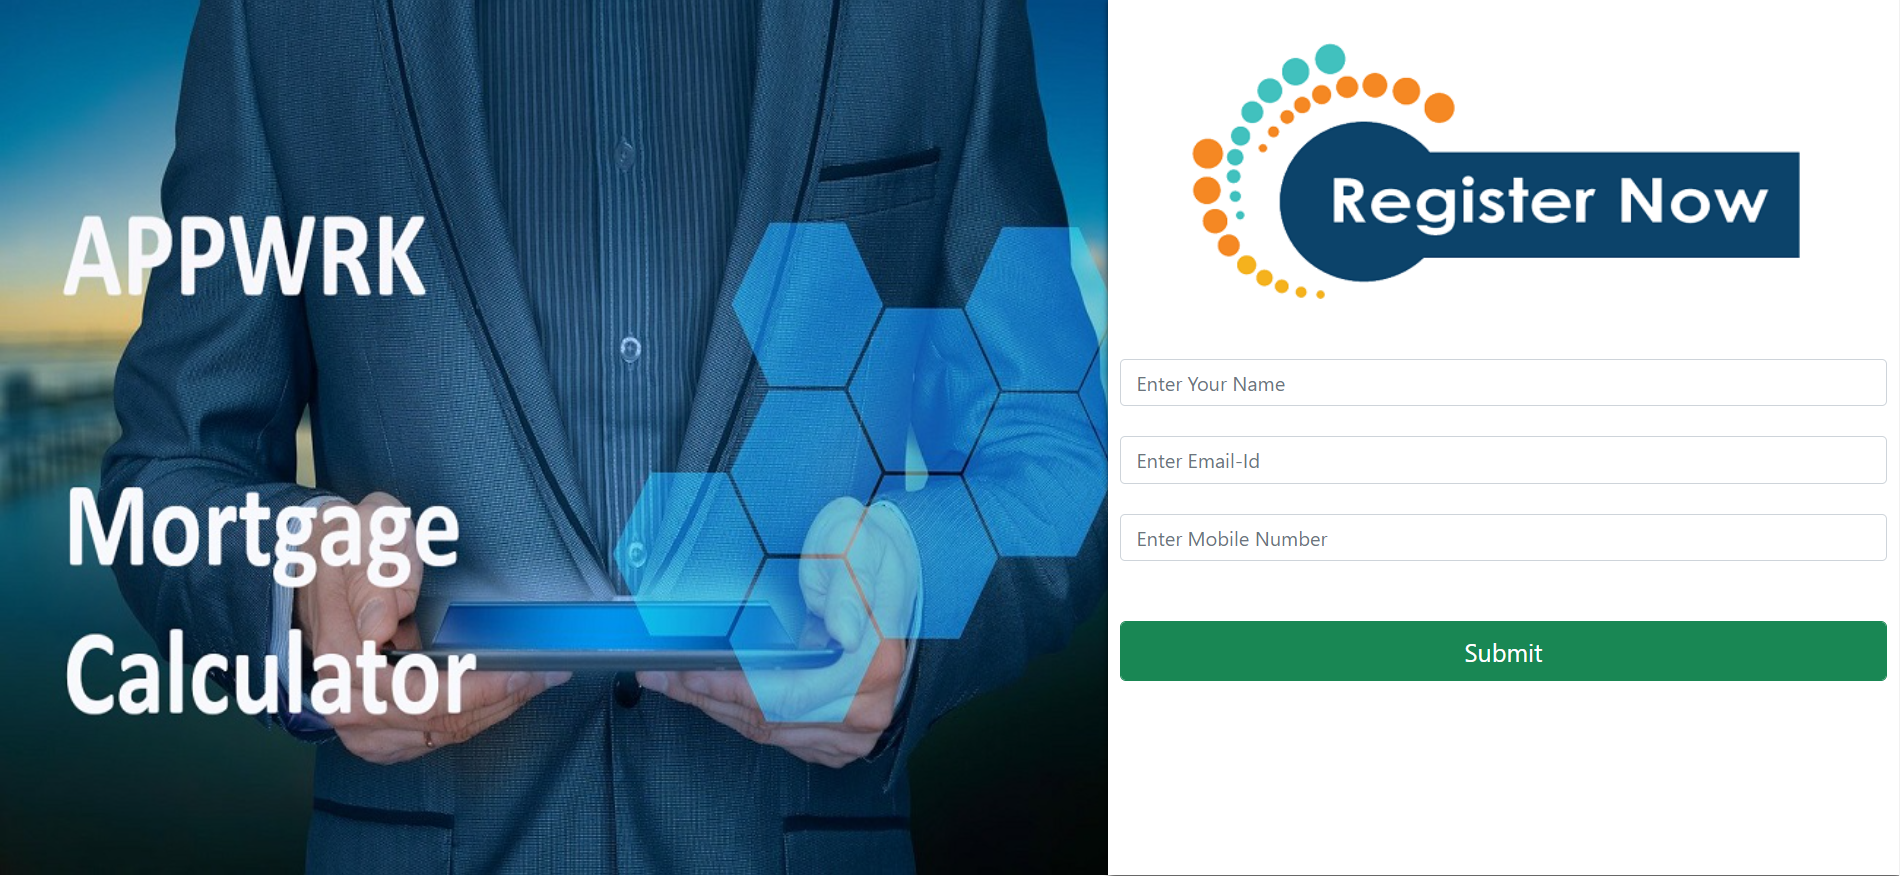 APPWRK
Mortgage
Calculator
Register Now
Enter Your Name
Enter Email-Id
Enter Mobile Number
Submit